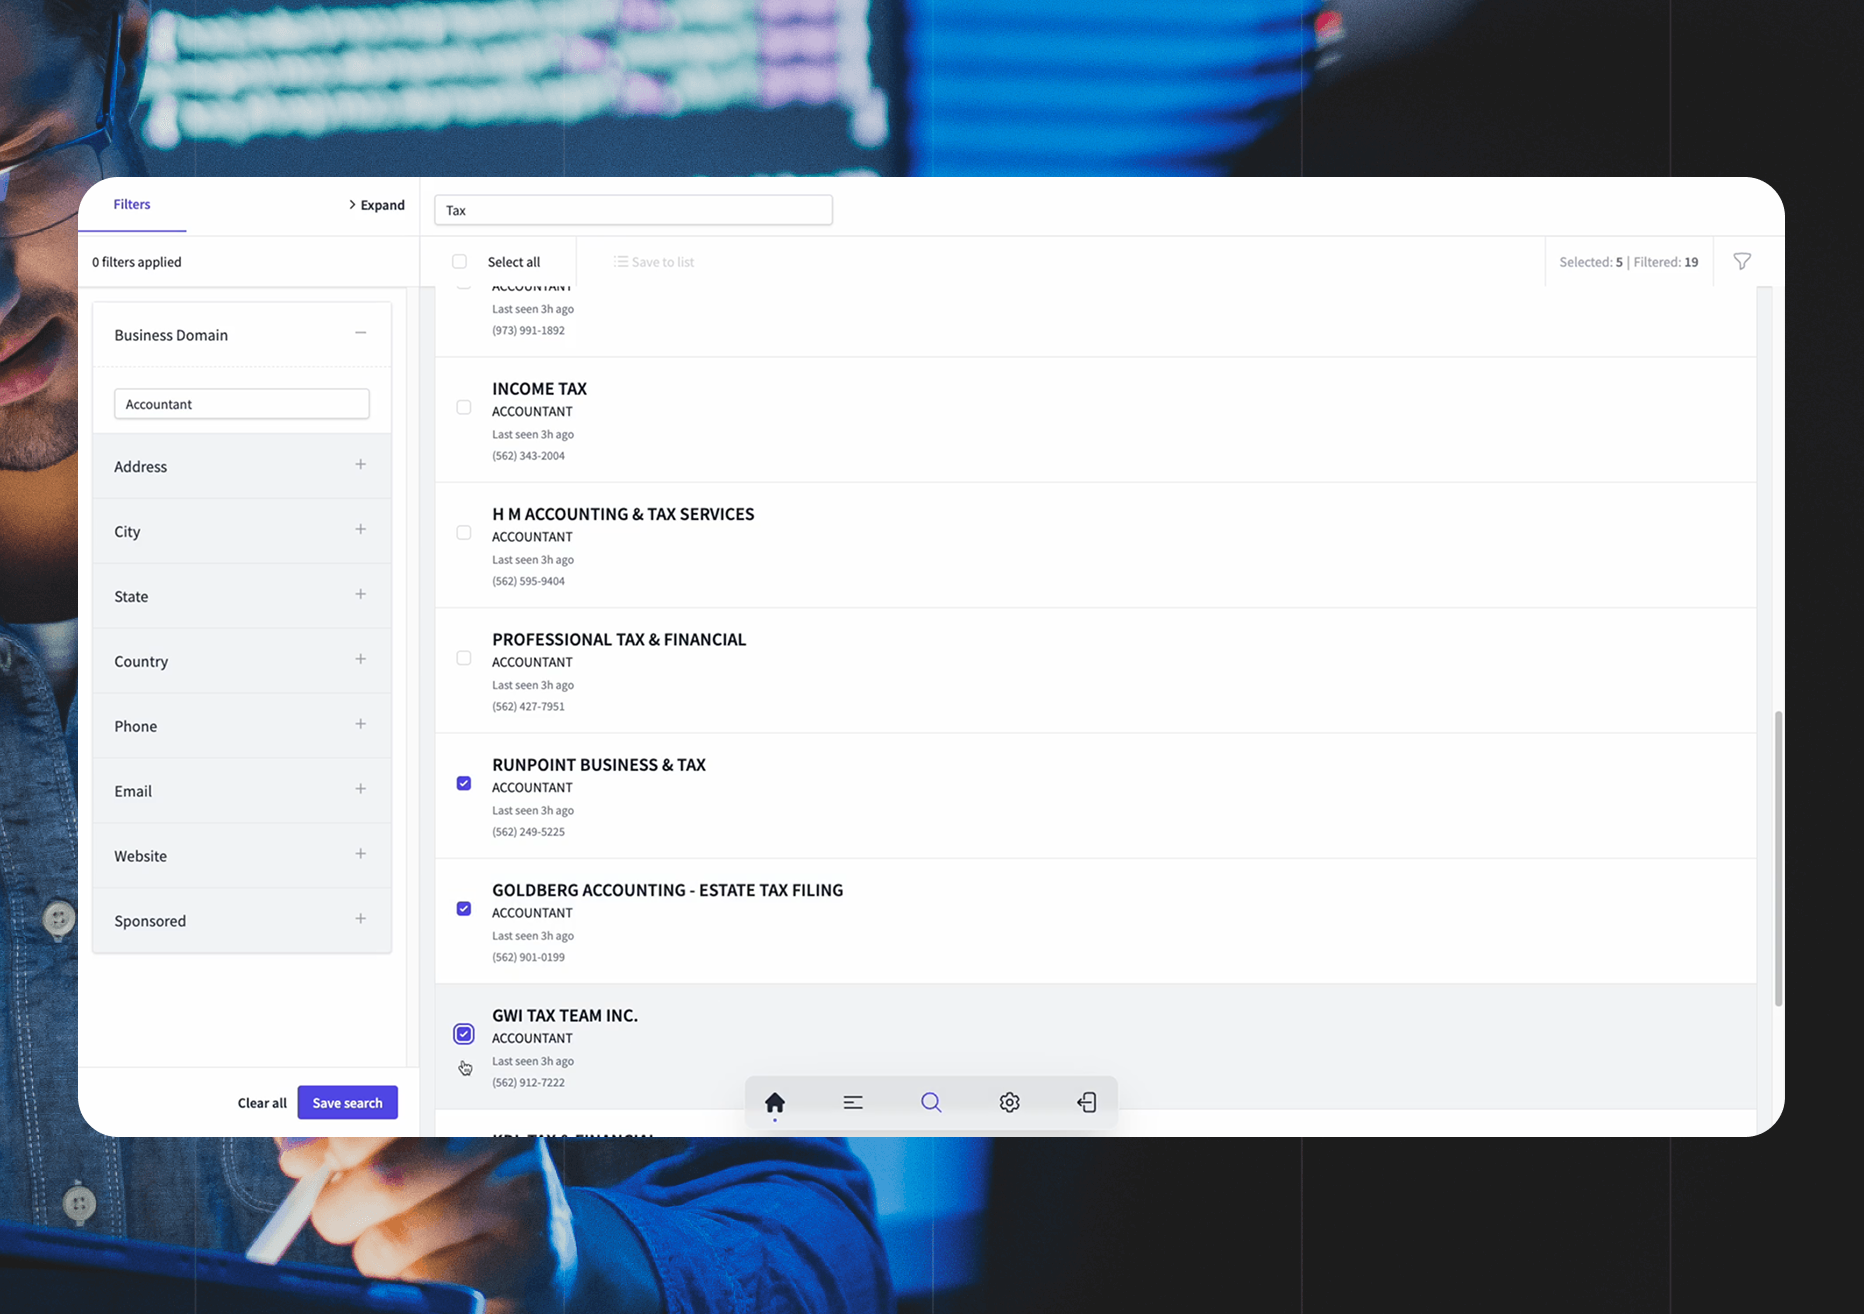 Filters
Expand
Tax
0 filters applied
Select all
Save to list
Selected: 5 | Filtered: 19
Business Domain
Accountant
Address
City
State
Country
Phone
Email
Website
Sponsored
Clear all
Save search
ACCOUNTANT
Last seen 3h ago
(973) 991-1892
INCOME TAX
ACCOUNTANT
Last seen 3h ago
(562) 343-2004
H M ACCOUNTING & TAX SERVICES
ACCOUNTANT
Last seen 3h ago
(562) 595-9404
PROFESSIONAL TAX & FINANCIAL
ACCOUNTANT
Last seen 3h ago
(562) 427-7951
RUNPOINT BUSINESS & TAX
ACCOUNTANT
Last seen 3h ago
(562) 249-5225
GOLDBERG ACCOUNTING - ESTATE TAX FILING
ACCOUNTANT
Last seen 3h ago
(562) 901-0199
GWI TAX TEAM INC.
ACCOUNTANT
Last seen 3h ago
(562) 912-7222
TAX & FINANCIAL